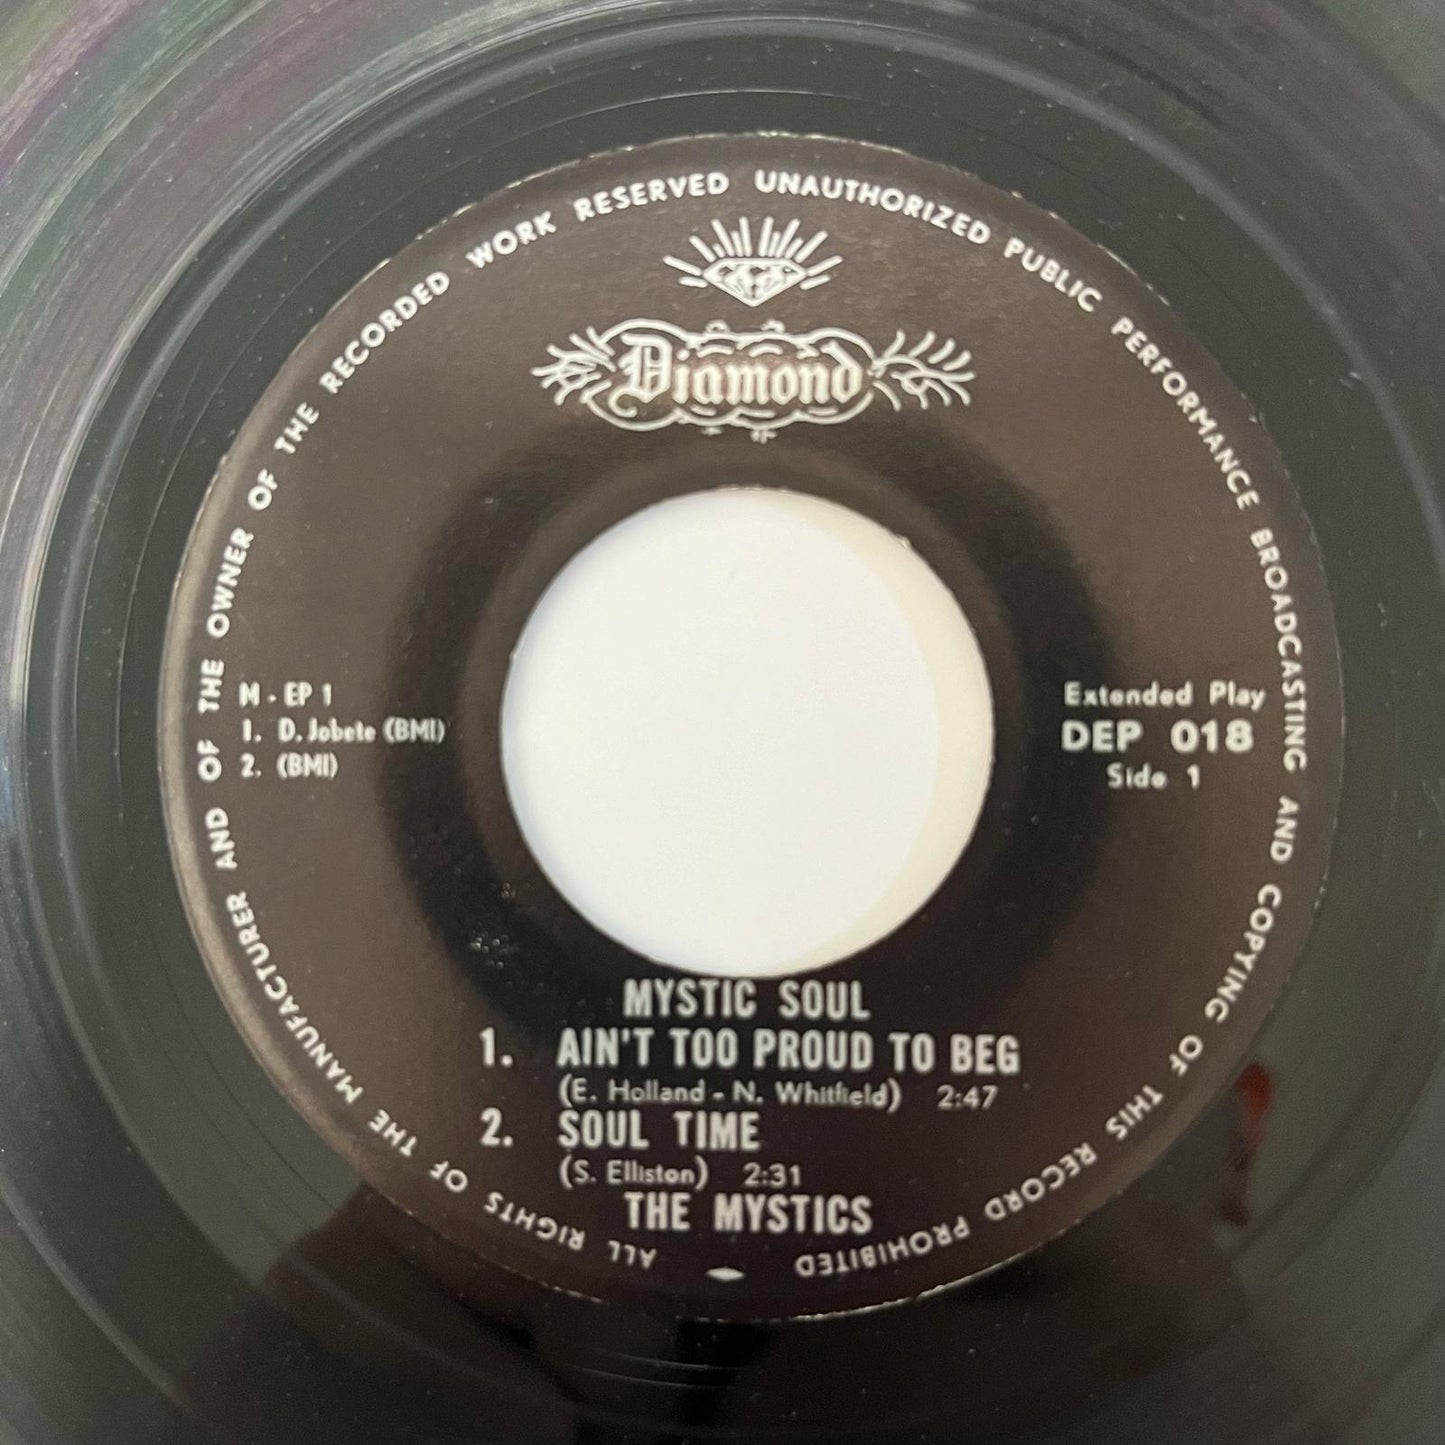 ALL RIGHTS OF THE MANUFACTURER AND OF THE OWNER OF THE RECORDED WORK RESERVED UNAUTHORIZED PUBLIC PERFORMANCE BROADCASTING AND COPYING OF THIS RECORD PROHIBITED
Diamond
M - EP 1
1. D. Jobete (BMI)
2. (BMI)
Extended Play
DEP 018
Side 1
MYSTIC SOUL
1. AIN'T TOO PROUD TO BEG
(E. Holland - N. Whitfield) 2:47
2. SOUL TIME
(S. Elliston) 2:31
THE MYSTICS